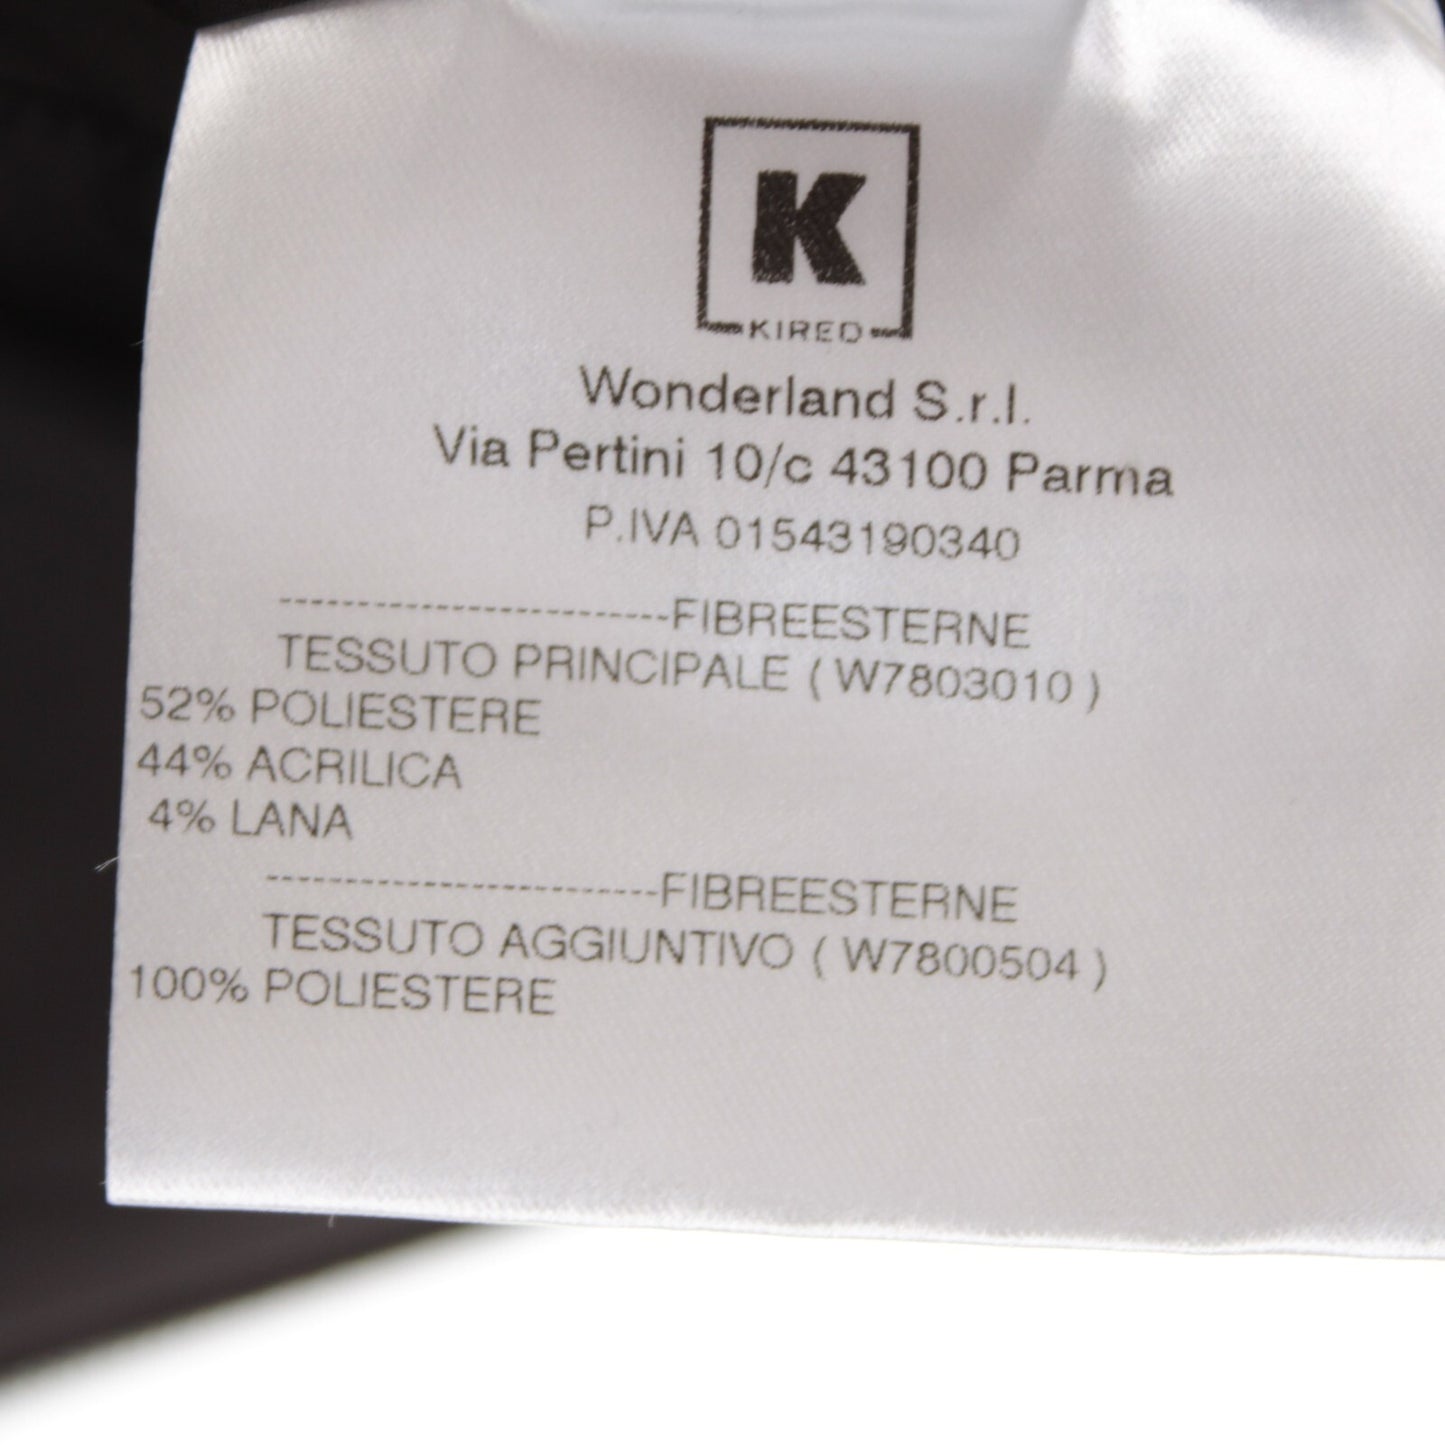 K
KIRED
Wonderland S.r.l.
Via Pertini 10/c 43100 Parma
P.IVA 01543190340
-------------------------FIBREESTERNE
TESSUTO PRINCIPALE ( W7803010 )
52% POLIESTERE
44% ACRILICA
4% LANA
-------------------------FIBREESTERNE
TESSUTO AGGIUNTIVO ( W7800504 )
100% POLIESTERE